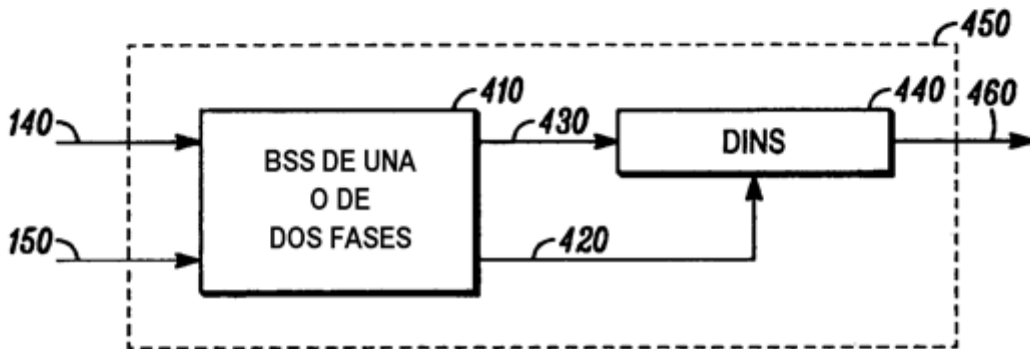 450
410
440
460
140
430
DINS
BSS DE UNA
O DE
DOS FASES
150
420